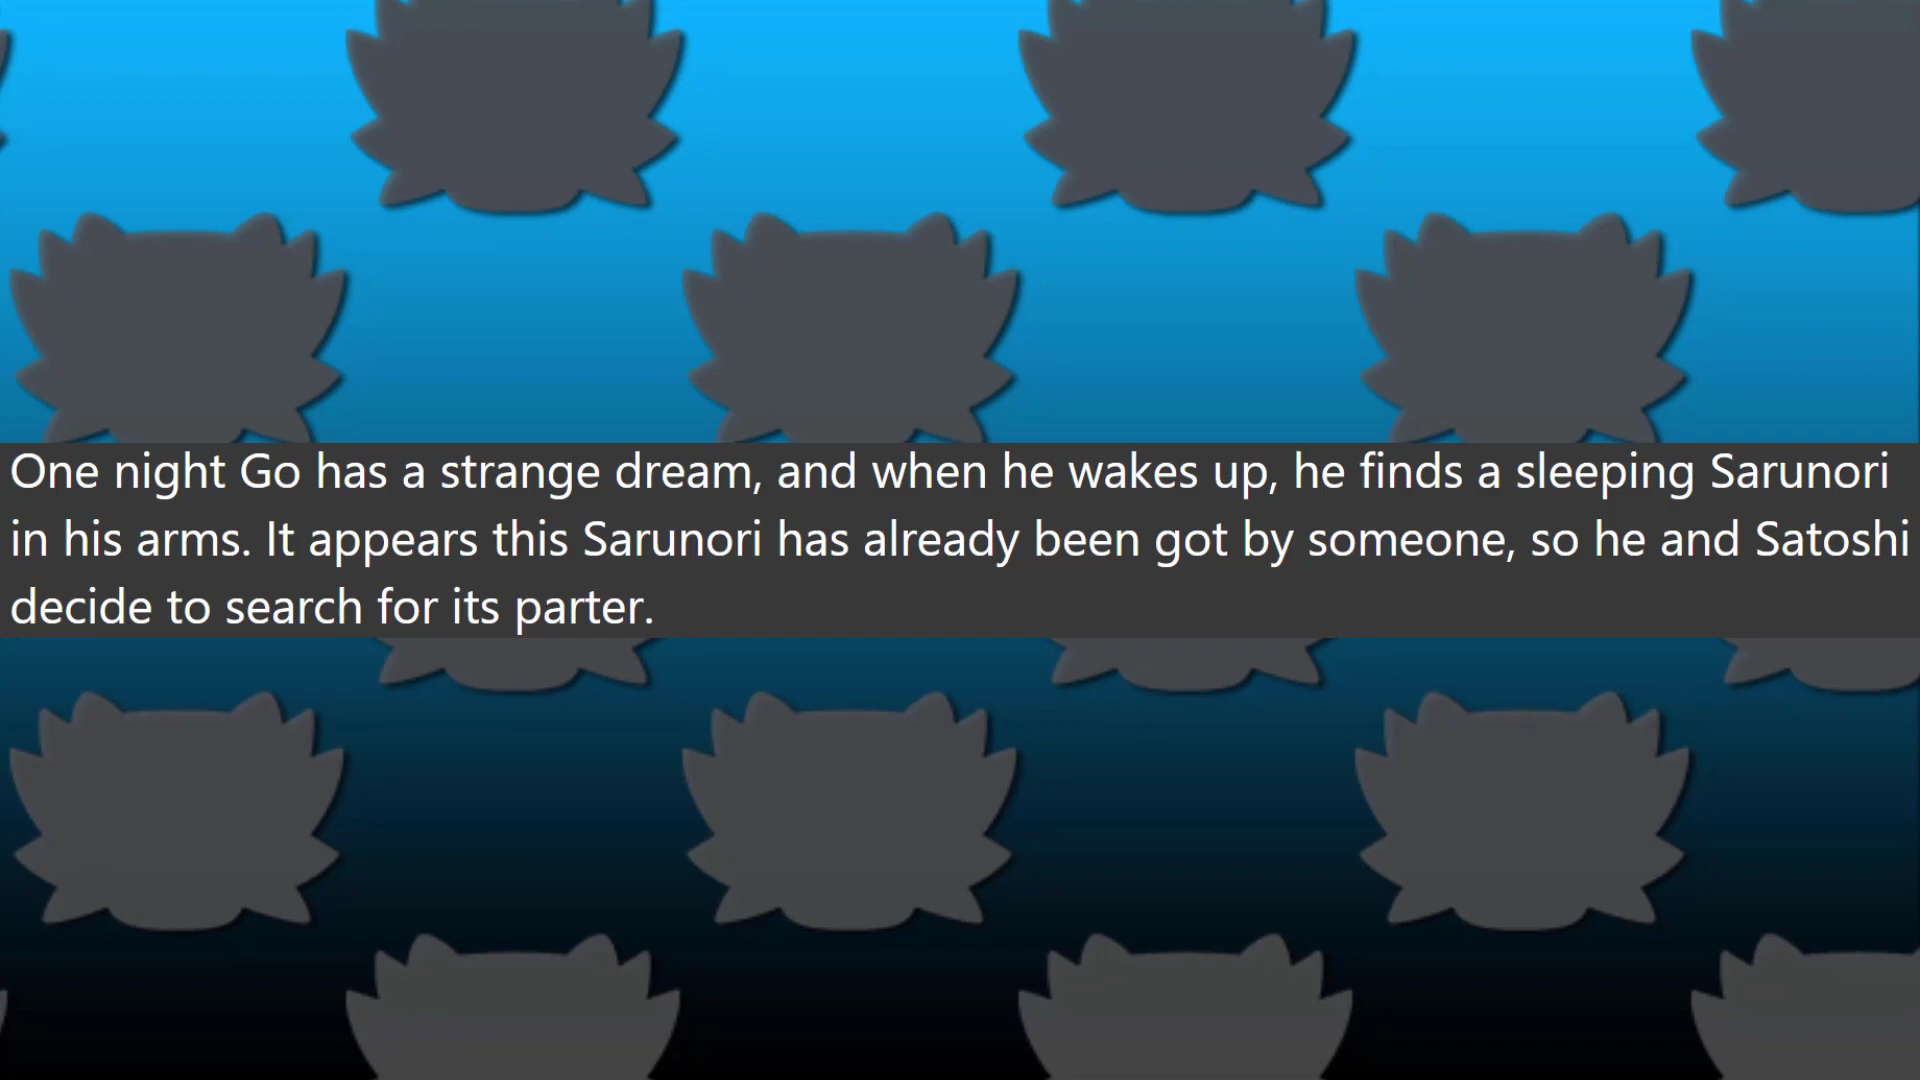 One night Go has a strange dream, and when he wakes up, he finds a sleeping Sarunori
in his arms. It appears this Sarunori has already been got by someone, so he and Satoshi
decide to search for its parter.